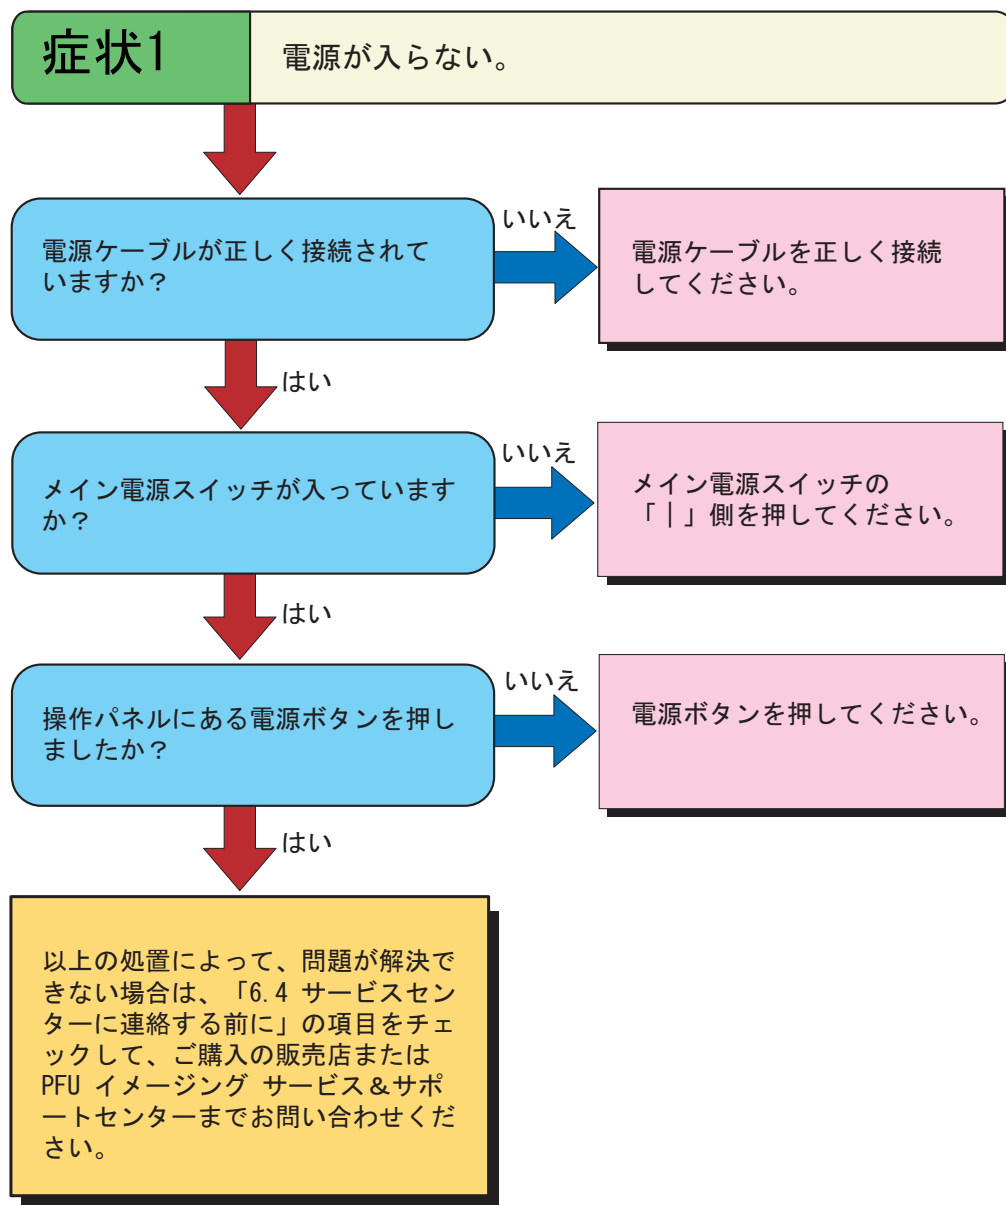 症状1
電源が入らない。
電源ケーブルが正しく接続されて
いますか？
いいえ
電源ケーブルを正しく接続
してください。
はい
メイン電源スイッチが入っています
か？
いいえ
メイン電源スイッチの
「｜」側を押してください。
はい
操作パネルにある電源ボタンを押し
ましたか？
いいえ
電源ボタンを押してください。
はい
以上の処置によって、問題が解決で
きない場合は、「6.4 サービスセン
ターに連絡する前に」の項目をチェ
ックして、ご購入の販売店または
PFU イメージング サービス＆サポ
ートセンターまでお問い合わせくだ
さい。